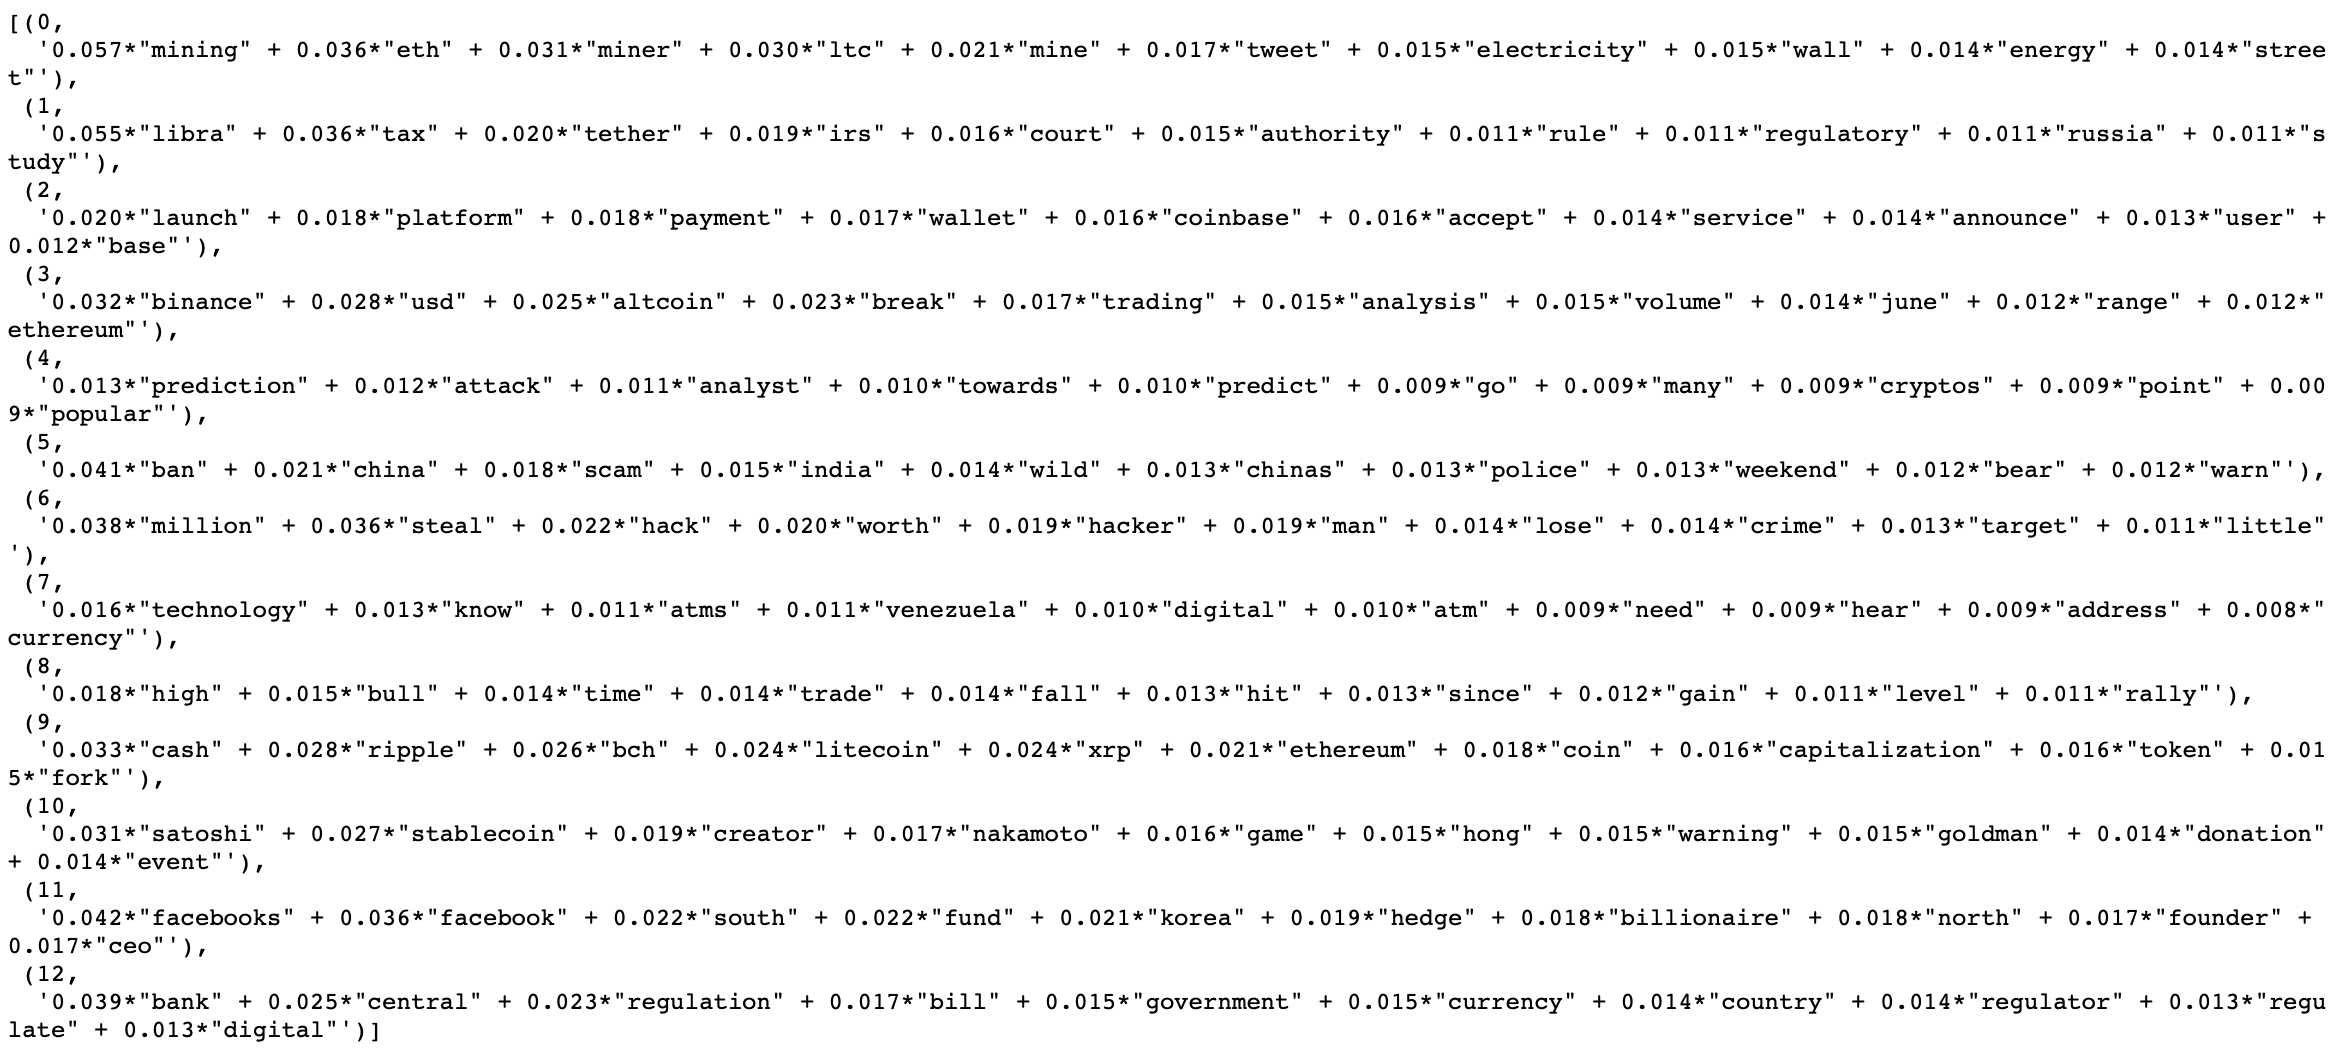 [(0,
'0.057*"mining" + 0.036*"eth" + 0.031*"miner" + 0.030*"ltc" + 0.021*"mine" + 0.017*"tweet" + 0.015*"electricity" + 0.015*"wall" + 0.014*"energy" + 0.014*"stree
t"'),
(1,
'0.055*"libra" + 0.036*"tax" + 0.020*"tether" + 0.019*"irs" + 0.016*"court" + 0.015*"authority" + 0.011*"rule" + 0.011*"regulatory" + 0.011*"russia" + 0.011*"s
tudy"'),
(2,
'0.020*"launch" + 0.018*"platform" + 0.018*"payment" + 0.017*"wallet" + 0.016*"coinbase" + 0.016*"accept" + 0.014*"service" + 0.014*"announce" + 0.013*"user" +
0.012*"base"'),
(3,
'0.032*"binance" + 0.028*"usd" + 0.025*"altcoin" + 0.023*"break" + 0.017*"trading" + 0.015*"analysis" + 0.015*"volume" + 0.014*"june" + 0.012*"range" + 0.012*"
ethereum"'),
(4,
'0.013*"prediction" + 0.012*"attack" + 0.011*"analyst" + 0.010*"towards" + 0.010*"predict" + 0.009*"go" + 0.009*"many" + 0.009*"cryptos" + 0.009*"point" + 0.00
9*"popular"'),
(5,
'0.041*"ban" + 0.021*"china" + 0.018*"scam" + 0.015*"india" + 0.014*"wild" + 0.013*"chinas" + 0.013*"police" + 0.013*"weekend" + 0.012*"bear" + 0.012*"warn"'),
(6,
'0.038*"million" + 0.036*"steal" + 0.022*"hack" + 0.020*"worth" + 0.019*"hacker" + 0.019*"man" + 0.014*"lose" + 0.014*"crime" + 0.013*"target" + 0.011*"little"
'),
(7,
'0.016*"technology" + 0.013*"know" + 0.011*"atms" + 0.011*"venezuela" + 0.010*"digital" + 0.010*"atm" + 0.009*"need" + 0.009*"hear" + 0.009*"address" + 0.008*"
currency"'),
(8,
'0.018*"high" + 0.015*"bull" + 0.014*"time" + 0.014*"trade" + 0.014*"fall" + 0.013*"hit" + 0.013*"since" + 0.012*"gain" + 0.011*"level" + 0.011*"rally"'),
(9,
'0.033*"cash" + 0.028*"ripple" + 0.026*"bch" + 0.024*"litecoin" + 0.024*"xrp" + 0.021*"ethereum" + 0.018*"coin" + 0.016*"capitalization" + 0.016*"token" + 0.01
5*"fork"'),
(10,
'0.031*"satoshi" + 0.027*"stablecoin" + 0.019*"creator" + 0.017*"nakamoto" + 0.016*"game" + 0.015*"hong" + 0.015*"warning" + 0.015*"goldman" + 0.014*"donation"
+ 0.014*"event"'),
(11,
'0.042*"facebooks" + 0.036*"facebook" + 0.022*"south" + 0.022*"fund" + 0.021*"korea" + 0.019*"hedge" + 0.018*"billionaire" + 0.018*"north" + 0.017*"founder" +
0.017*"ceo"'),
(12,
'0.039*"bank" + 0.025*"central" + 0.023*"regulation" + 0.017*"bill" + 0.015*"government" + 0.015*"currency" + 0.014*"country" + 0.014*"regulator" + 0.013*"regu
late" + 0.013*"digital"')]